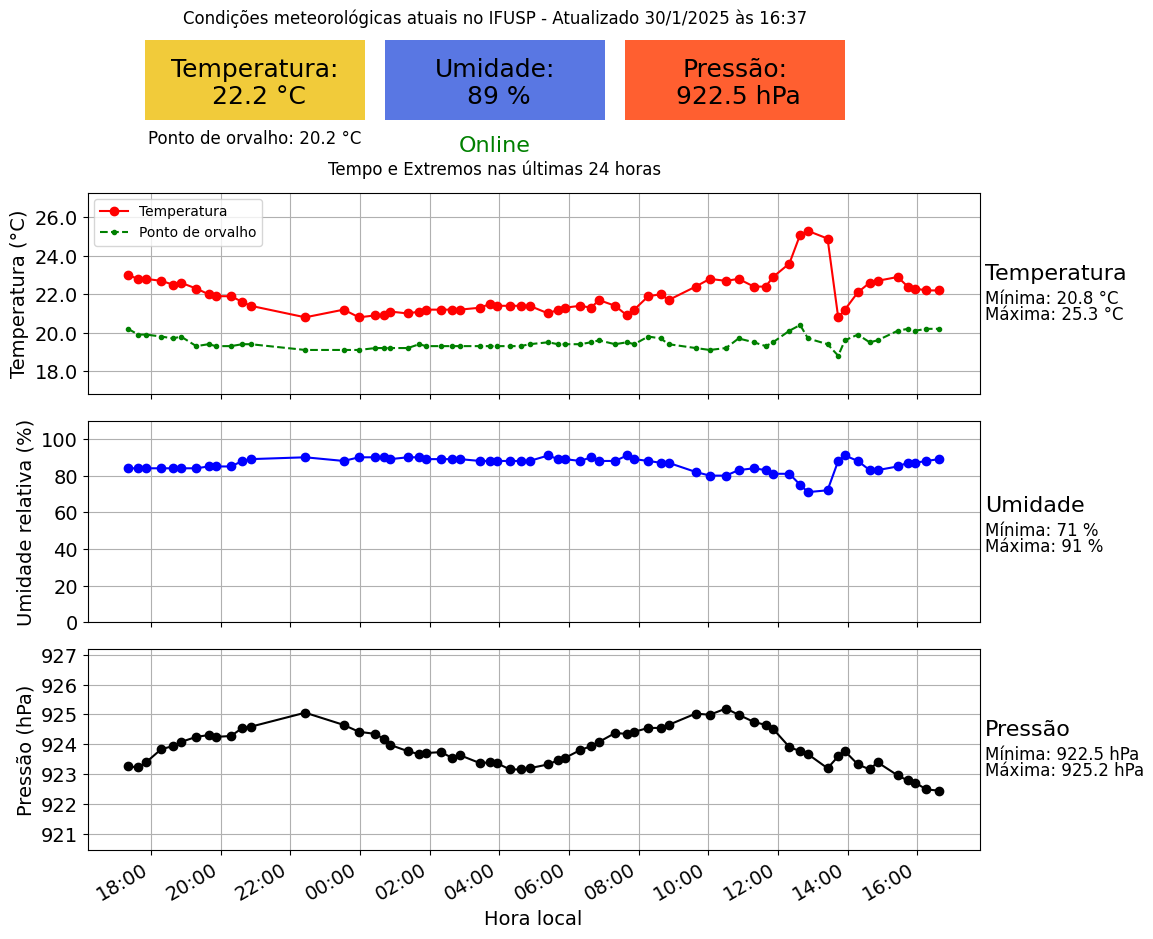 Condições meteorológicas atuais no IFUSP - Atualizado 30/1/2025 às 16:37
Temperatura:
22.2 °C
Umidade:
89 %
Pressão:
922.5 hPa
Ponto de orvalho: 20.2 °C
Online
Tempo e Extremos nas últimas 24 horas
Temperatura (°C)
26.0
24.0
22.0
20.0
18.0
Temperatura
Ponto de orvalho
Temperatura
Mínima: 20.8 °C
Máxima: 25.3 °C
Umidade relativa (%)
100
80
60
40
20
0
Umidade
Mínima: 71 %
Máxima: 91 %
Pressão (hPa)
927
926
925
924
923
922
921
Pressão
Mínima: 922.5 hPa
Máxima: 925.2 hPa
18:00 20:00 22:00 00:00 02:00 04:00 06:00 08:00 10:00 12:00 14:00 16:00
Hora local